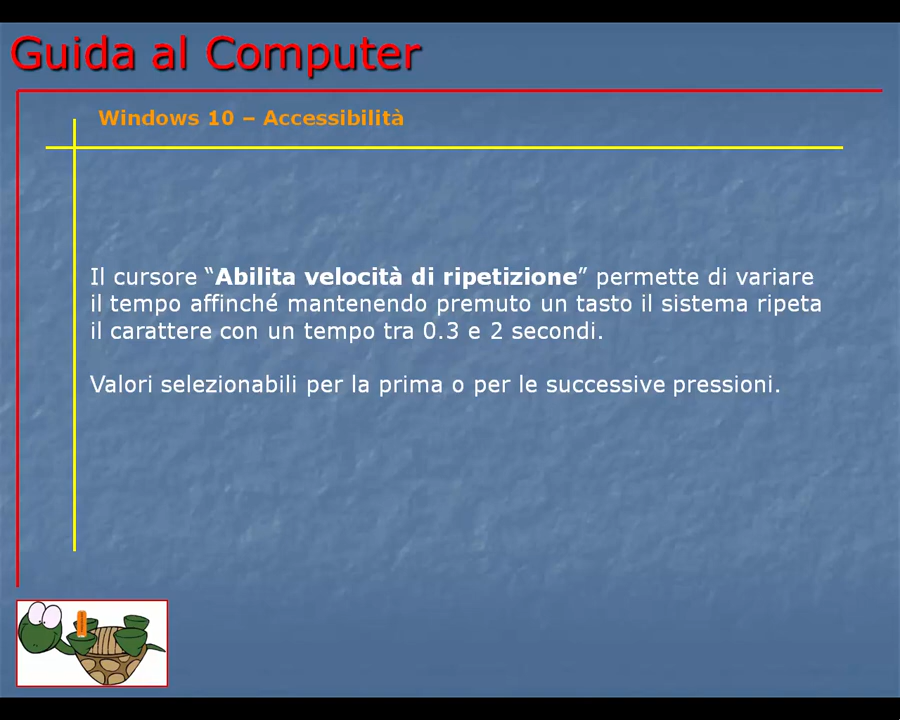 Guida al Computer
Windows 10 – Accessibilità
Il cursore “Abilita velocità di ripetizione” permette di variare
il tempo affinché mantenendo premuto un tasto il sistema ripeta
il carattere con un tempo tra 0.3 e 2 secondi.
Valori selezionabili per la prima o per le successive pressioni.